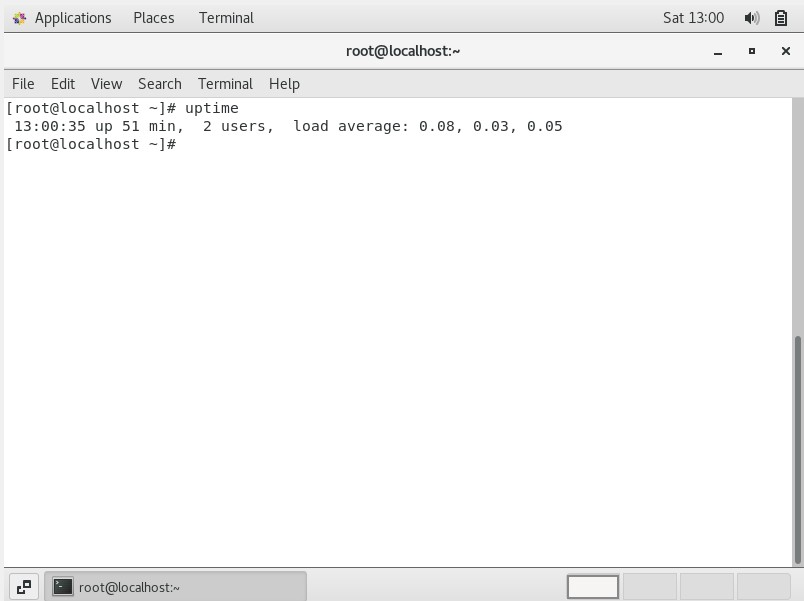 Applications Places Terminal Sat 13:00
root@localhost:~
File Edit View Search Terminal Help
[root@localhost ~]# uptime
 13:00:35 up 51 min,  2 users,  load average: 0.08, 0.03, 0.05
[root@localhost ~]#
root@localhost:~